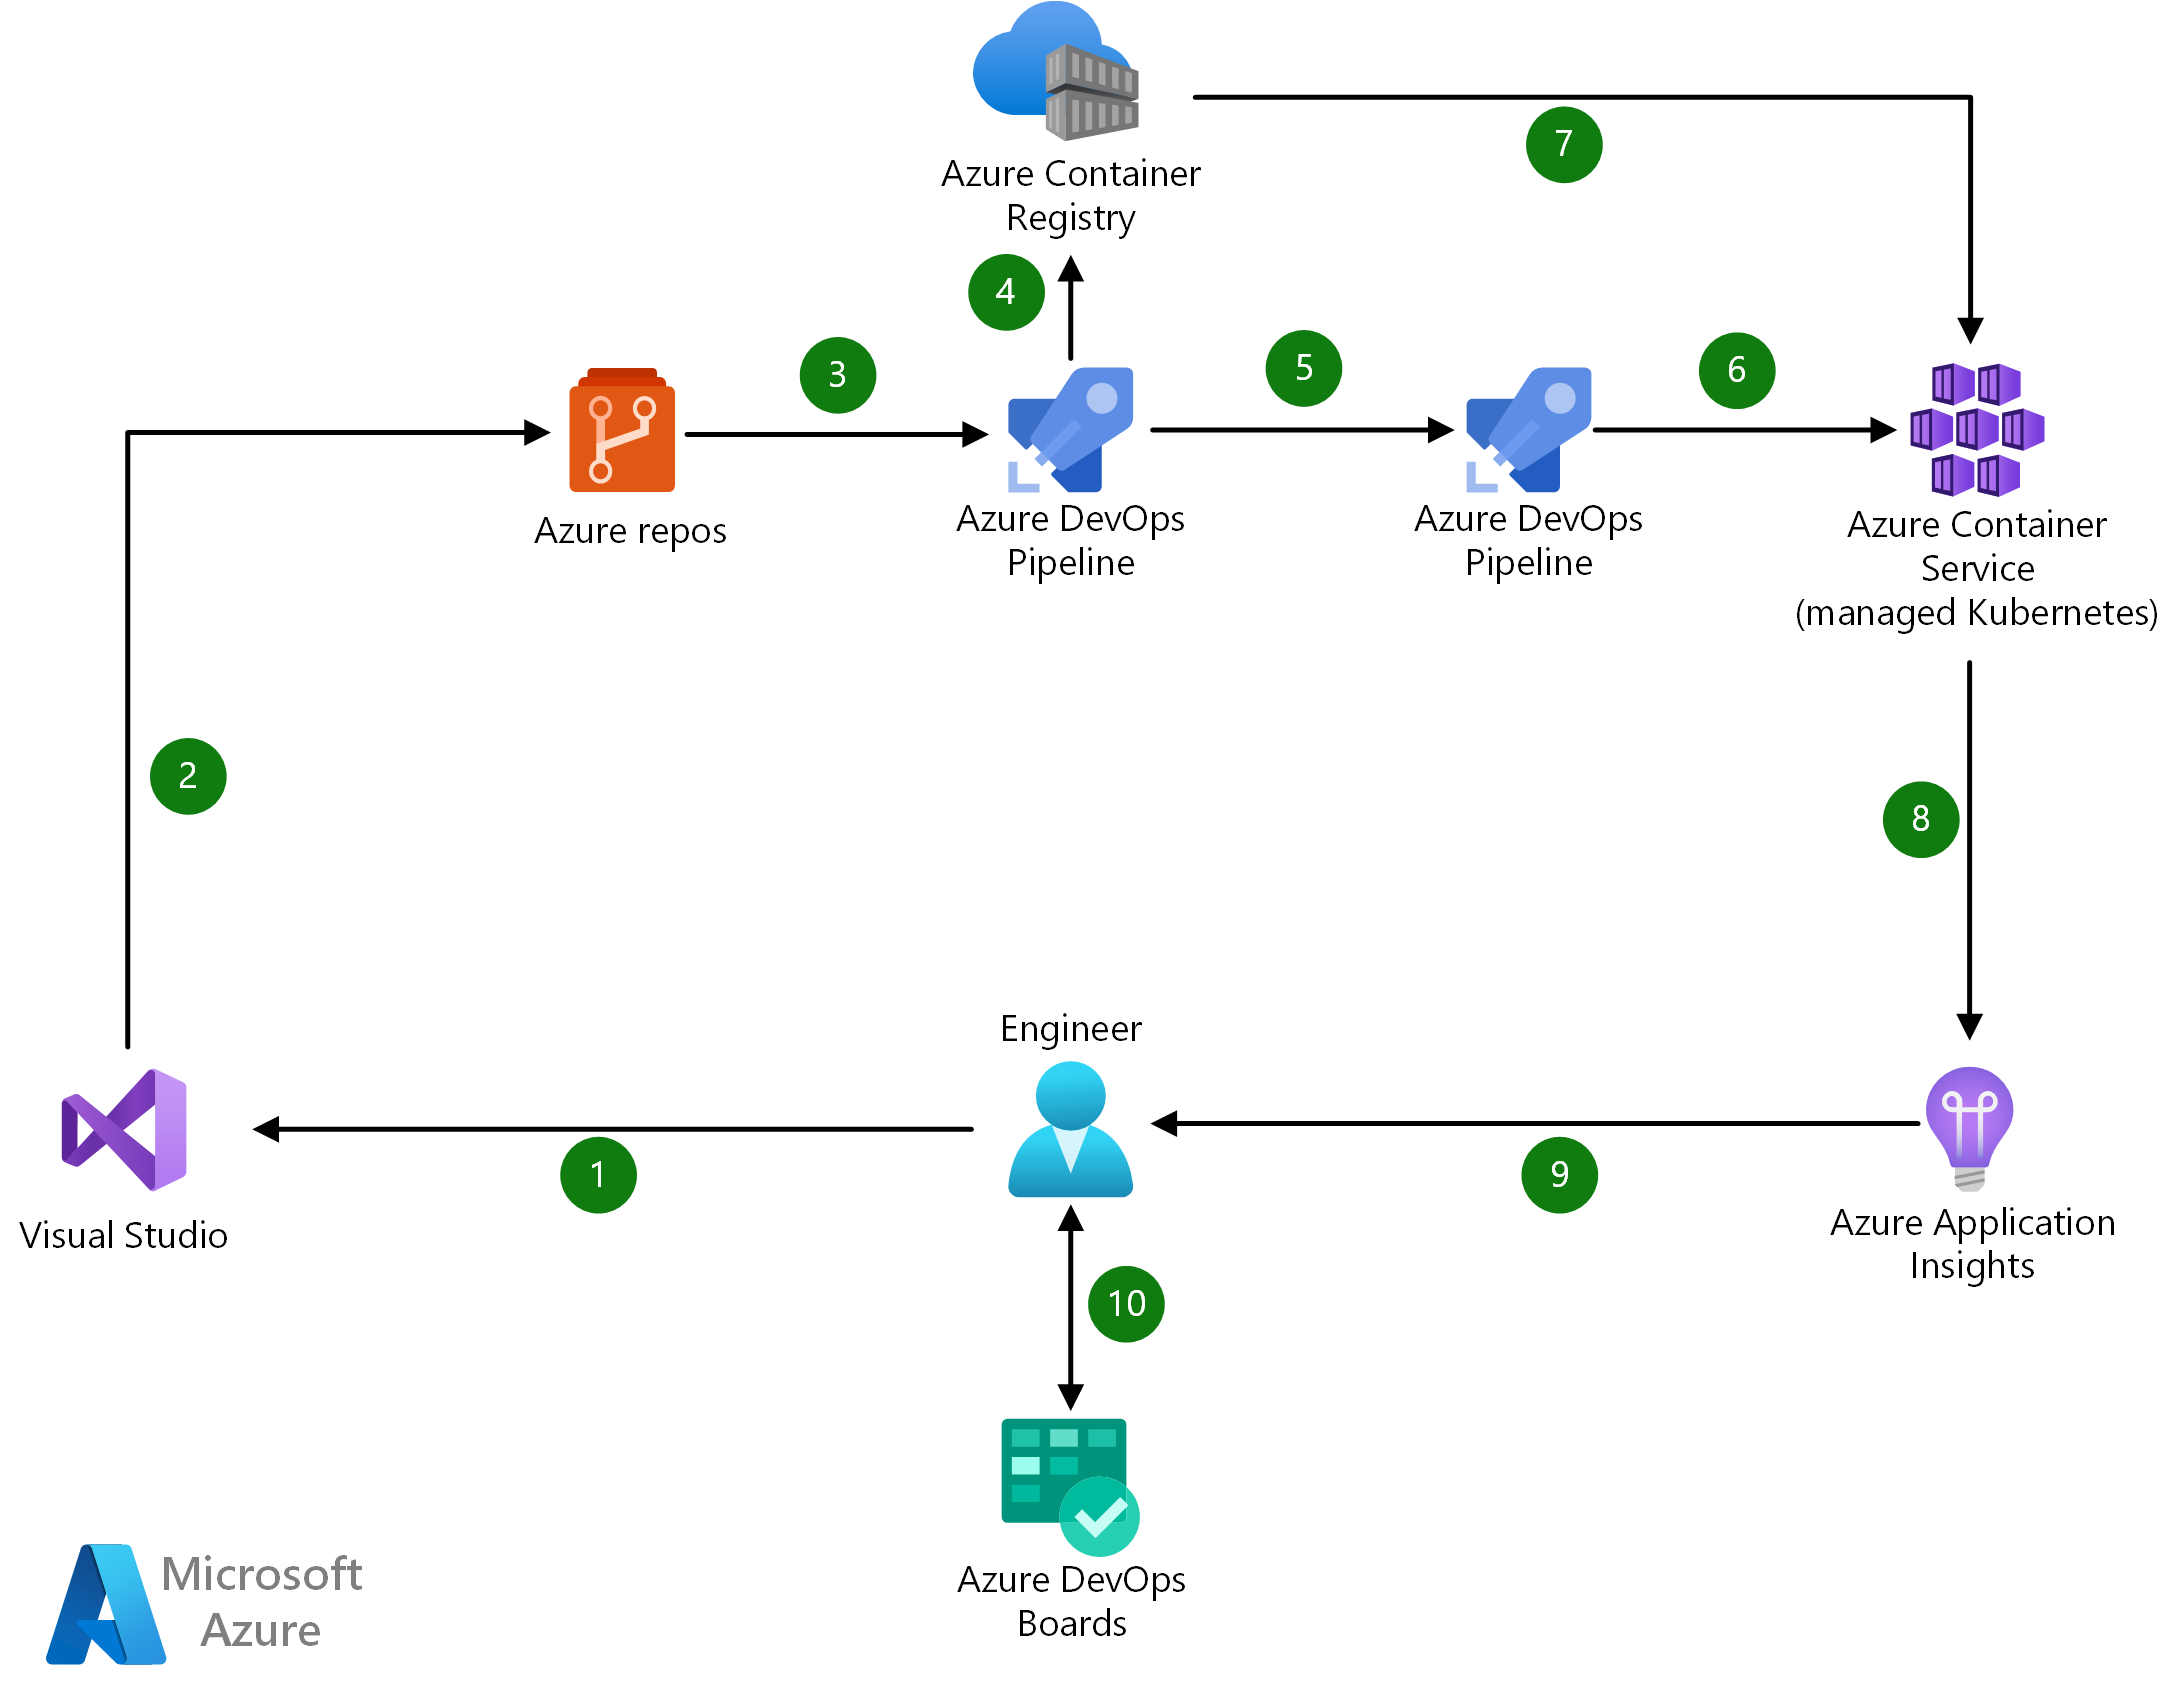 Azure Container
Registry
7
4
3
5
6
Azure repos
Azure DevOps
Pipeline
Azure DevOps
Pipeline
Azure Container
Service
(managed Kubernetes)
2
8
Engineer
1
9
Visual Studio
Azure Application
Insights
10
Azure DevOps
Boards
Microsoft
Azure